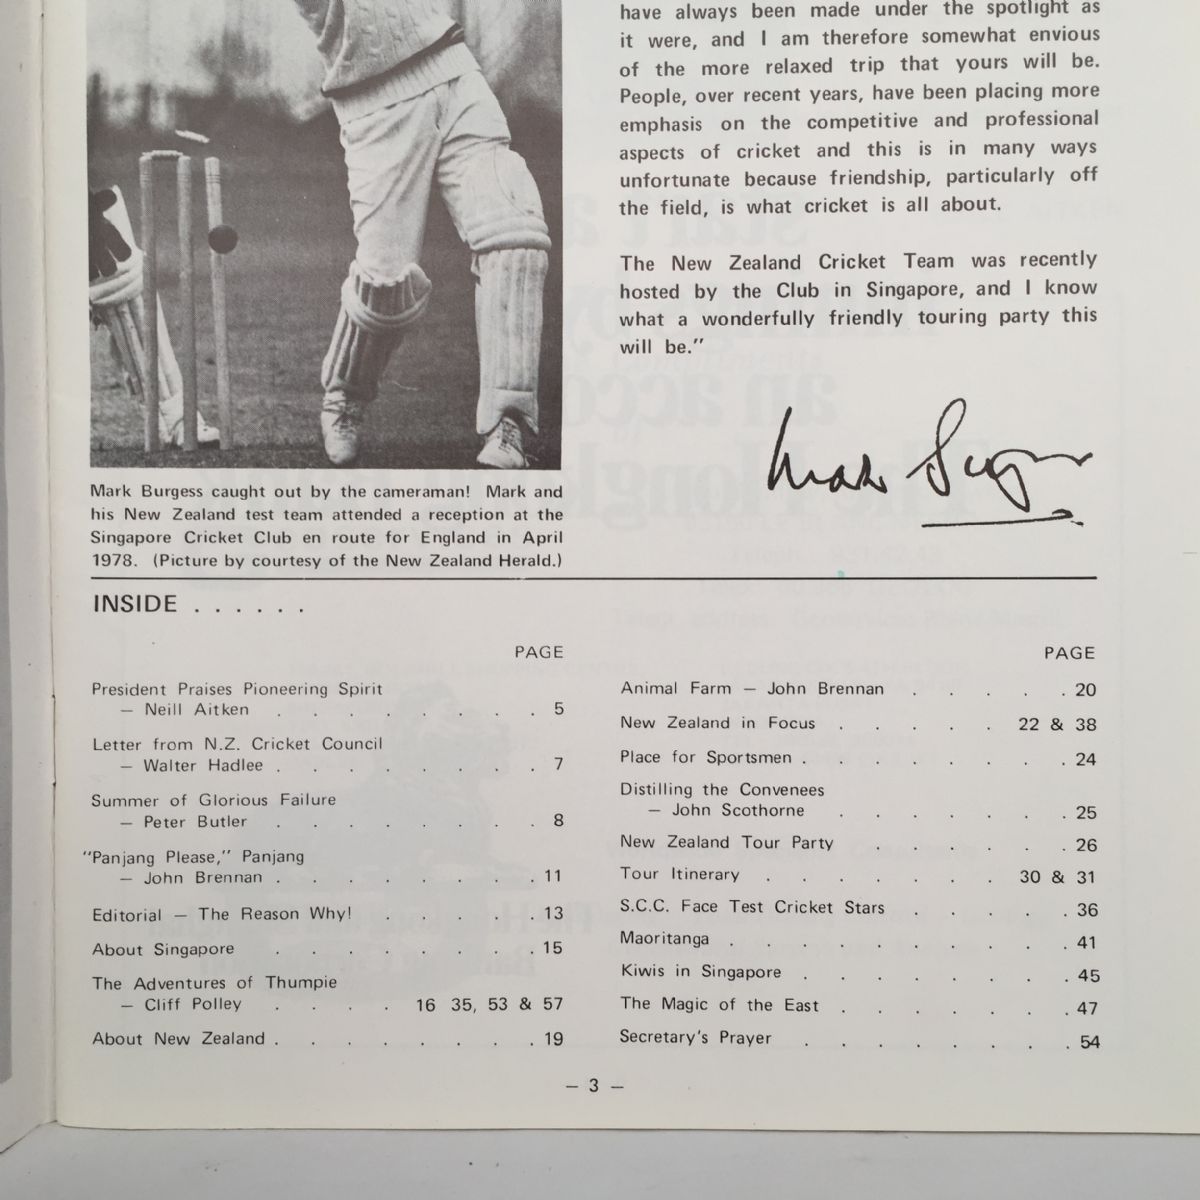 have always been made under the spotlight as
it were, and I am therefore somewhat envious
of the more relaxed trip that yours will be.
People, over recent years, have been placing more
emphasis on the competitive and professional
aspects of cricket and this is in many ways
unfortunate because friendship, particularly off
the field, is what cricket is all about.
The New Zealand Cricket Team was recently
hosted by the Club in Singapore, and I know
what a wonderfully friendly touring party this
will be."
Mark Burgess caught out by the cameraman! Mark and
his New Zealand test team attended a reception at the
Singapore Cricket Club en route for England in April
1978. (Picture by courtesy of the New Zealand Herald.)
INSIDE . . . . . .
PAGE
President Praises Pioneering Spirit
— Neill Aitken . . . . . . . . 5
Letter from N.Z. Cricket Council
— Walter Hadlee . . . . . . . . 7
Summer of Glorious Failure
— Peter Butler . . . . . . . . 8
"Panjang Please," Panjang
— John Brennan . . . . . . . . 11
Editorial — The Reason Why! . . . . . 13
About Singapore . . . . . . . . 15
The Adventures of Thumpie
— Cliff Polley . . . . 16 35, 53 & 57
About New Zealand . . . . . . . . 19
PAGE
Animal Farm — John Brennan . . . . . 20
New Zealand in Focus . . . . . 22 & 38
Place for Sportsmen . . . . . . . . 24
Distilling the Convenees
— John Scothorne . . . . . . . 25
New Zealand Tour Party . . . . . . 26
Tour Itinerary . . . . . . . 30 & 31
S.C.C. Face Test Cricket Stars . . . . . 36
Maoritanga . . . . . . . . . . 41
Kiwis in Singapore . . . . . . . . 45
The Magic of the East . . . . . . . 47
Secretary's Prayer . . . . . . . . 54
— 3 —